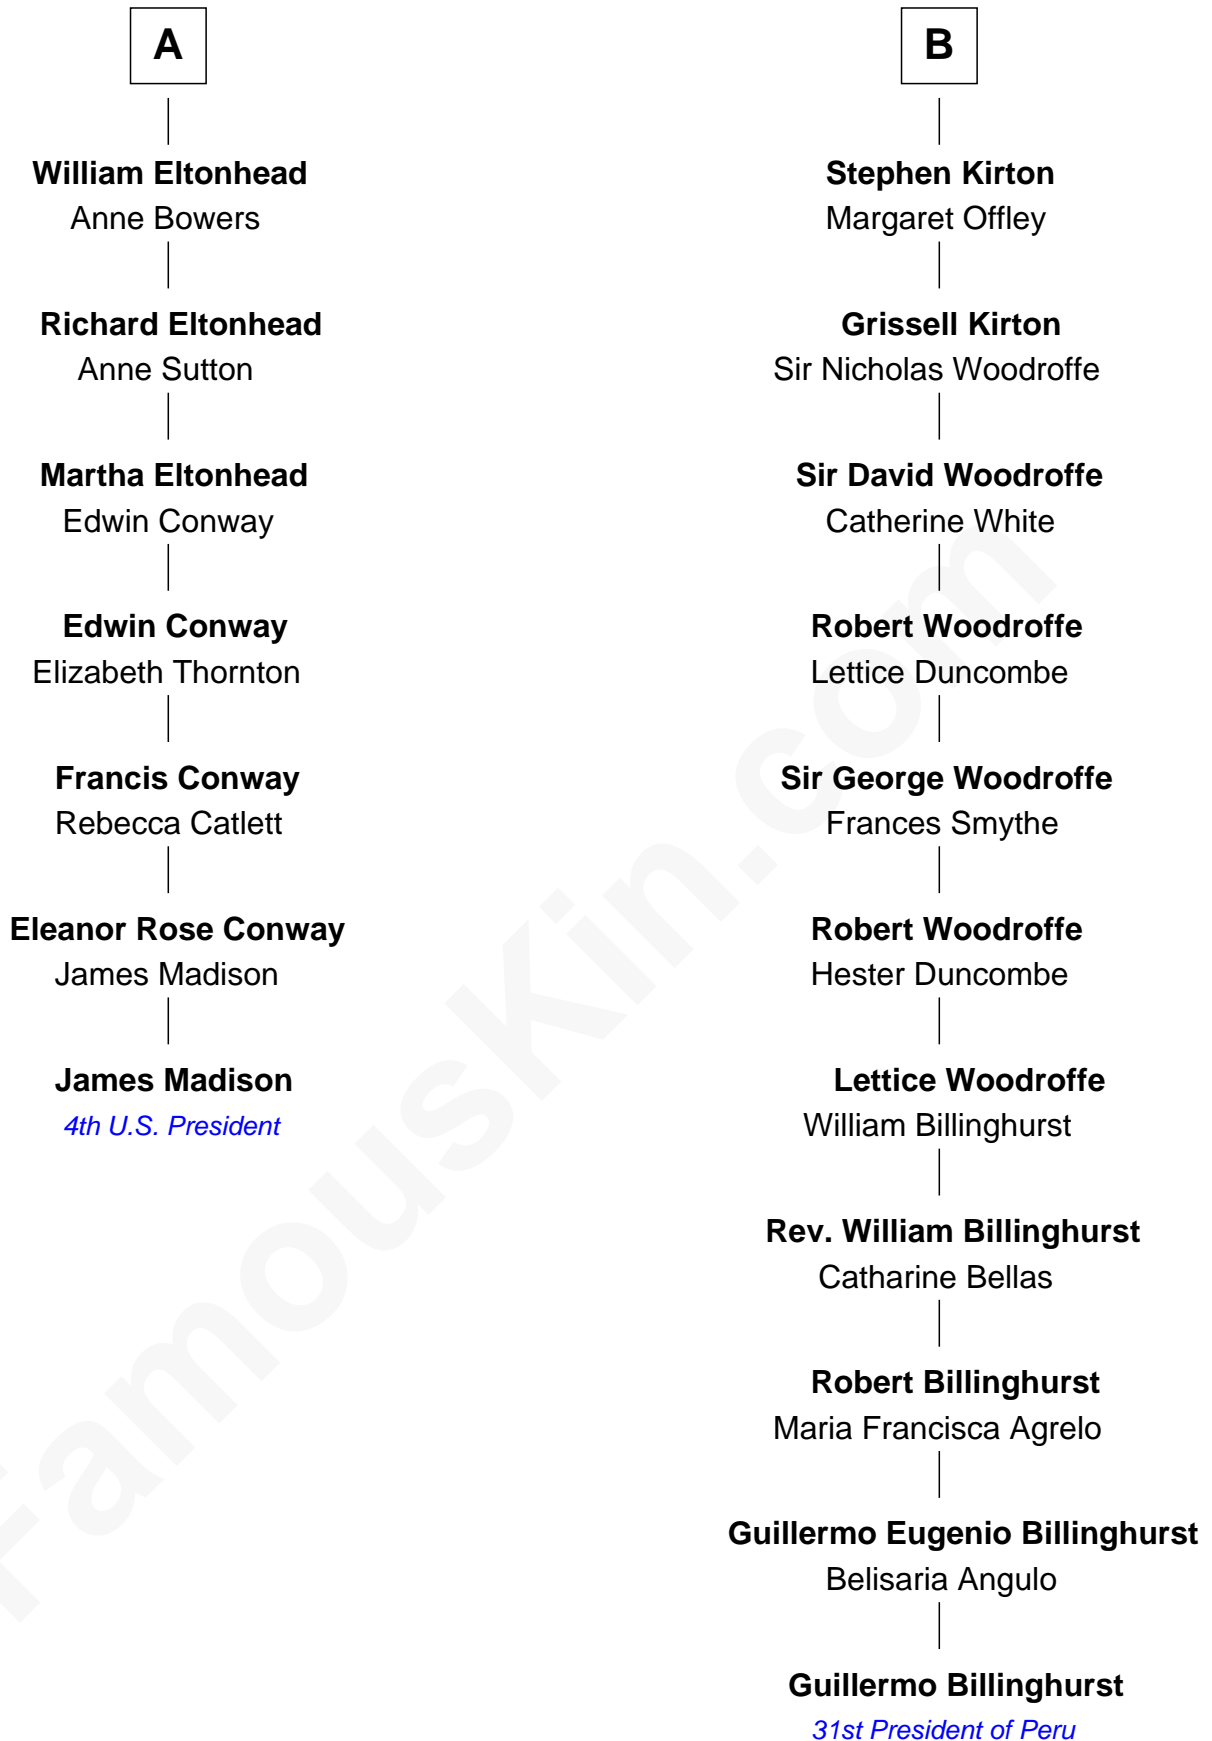 A
William Eltonhead
Anne Bowers
Richard Eltonhead
Anne Sutton
Martha Eltonhead
Edwin Conway
Edwin Conway
Elizabeth Thornton
Francis Conway
Rebecca Catlett
Eleanor Rose Conway
James Madison
James Madison
4th U.S. President
B
Stephen Kirton
Margaret Offley
Grissell Kirton
Sir Nicholas Woodroffe
Sir David Woodroffe
Catherine White
Robert Woodroffe
Lettice Duncombe
Sir George Woodroffe
Frances Smythe
Robert Woodroffe
Hester Duncombe
Lettice Woodroffe
William Billinghurst
Rev. William Billinghurst
Catharine Bellas
Robert Billinghurst
Maria Francisca Agrelo
Guillermo Eugenio Billinghurst
Belisaria Angulo
Guillermo Billinghurst
31st President of Peru
FamousKin.com